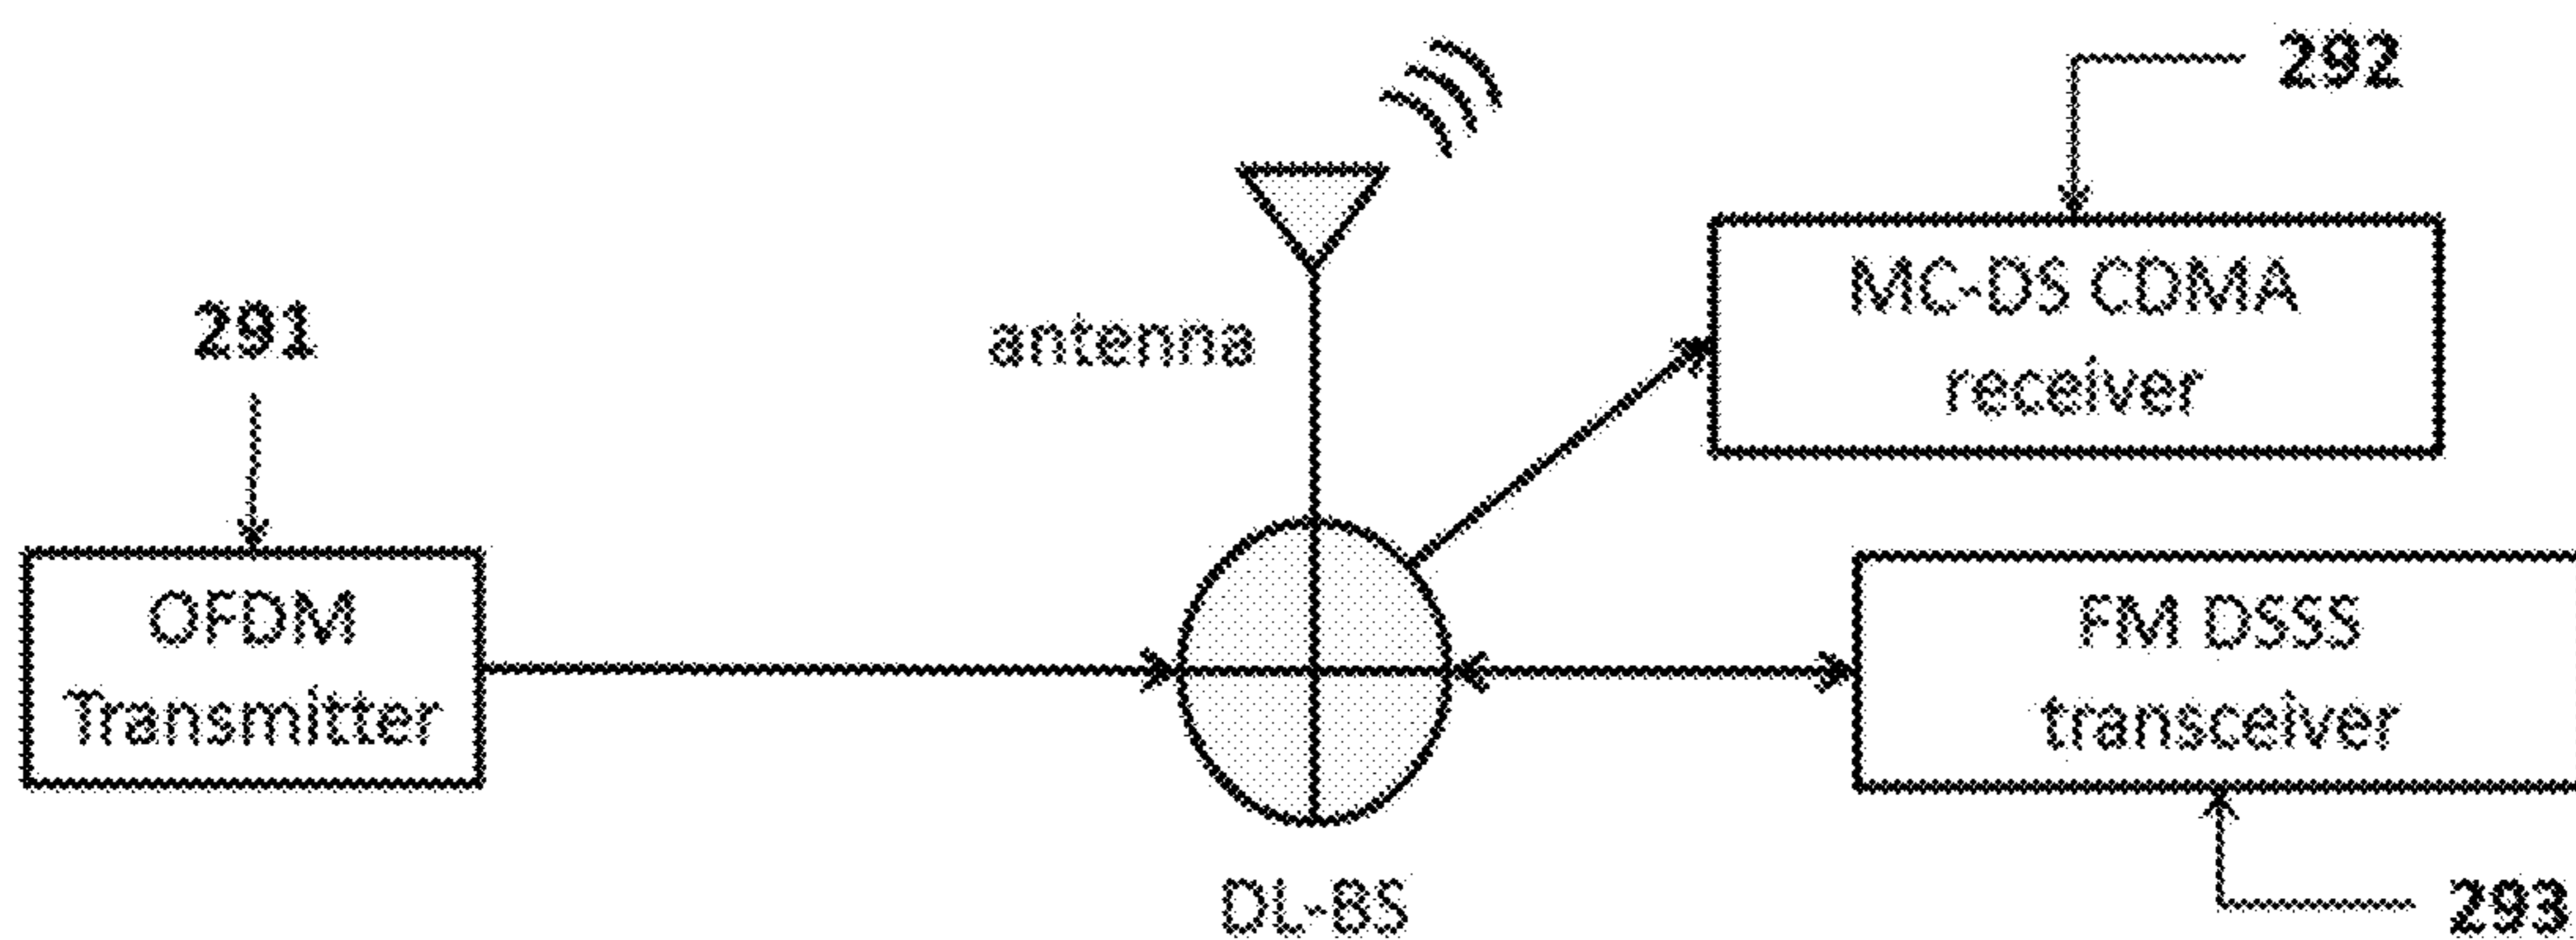 292
MC-DS CDMA
receiver
291
antenna
OFDM
Transmitter
FM DSSS
transceiver
DL-BS
293